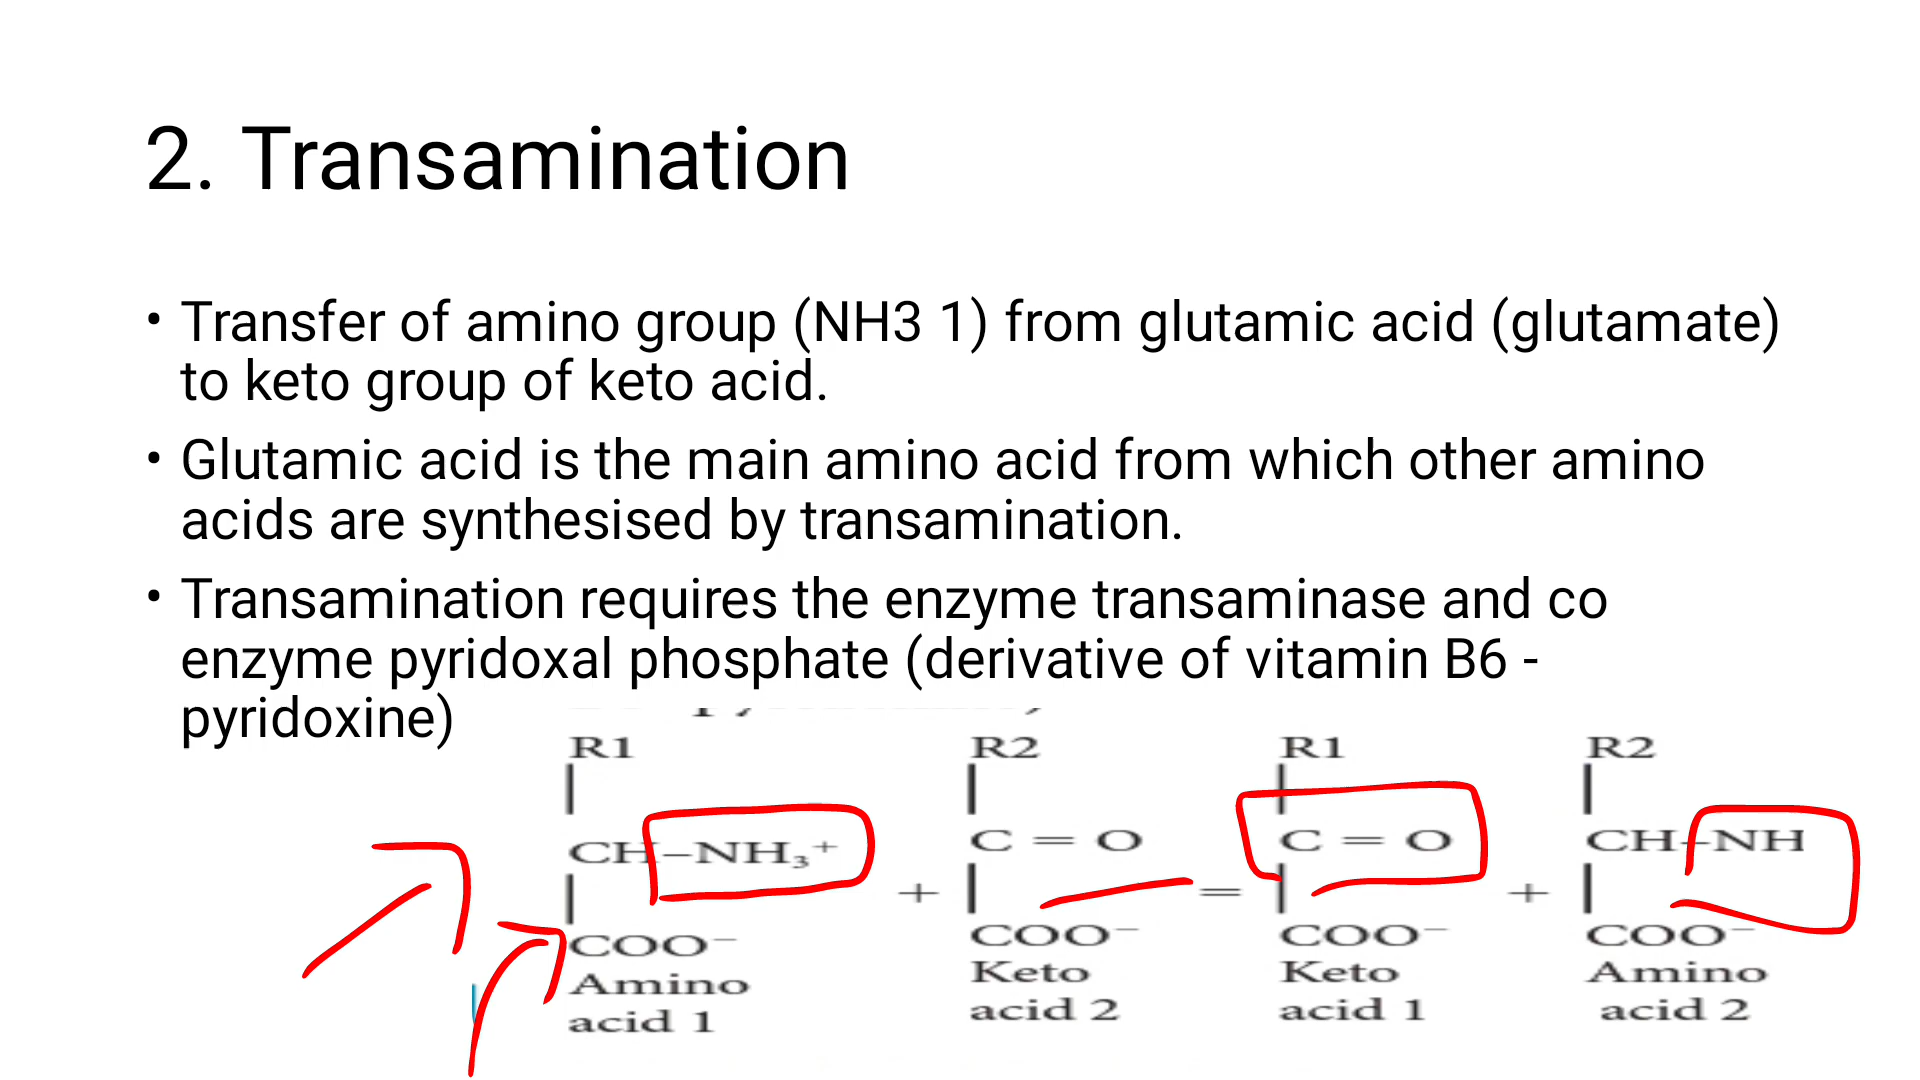 2. Transamination
• Transfer of amino group (NH3 1) from glutamic acid (glutamate)
to keto group of keto acid.
• Glutamic acid is the main amino acid from which other amino
acids are synthesised by transamination.
• Transamination requires the enzyme transaminase and co
enzyme pyridoxal phosphate (derivative of vitamin B6 -
pyridoxine)
R1 R2 R1 R2
| | | |
CH–NH₃⁺ C = O C = O CH–NH
| + | = | + |
COO⁻ COO⁻ COO⁻ COO⁻
Amino Keto Keto Amino
acid 1 acid 2 acid 1 acid 2